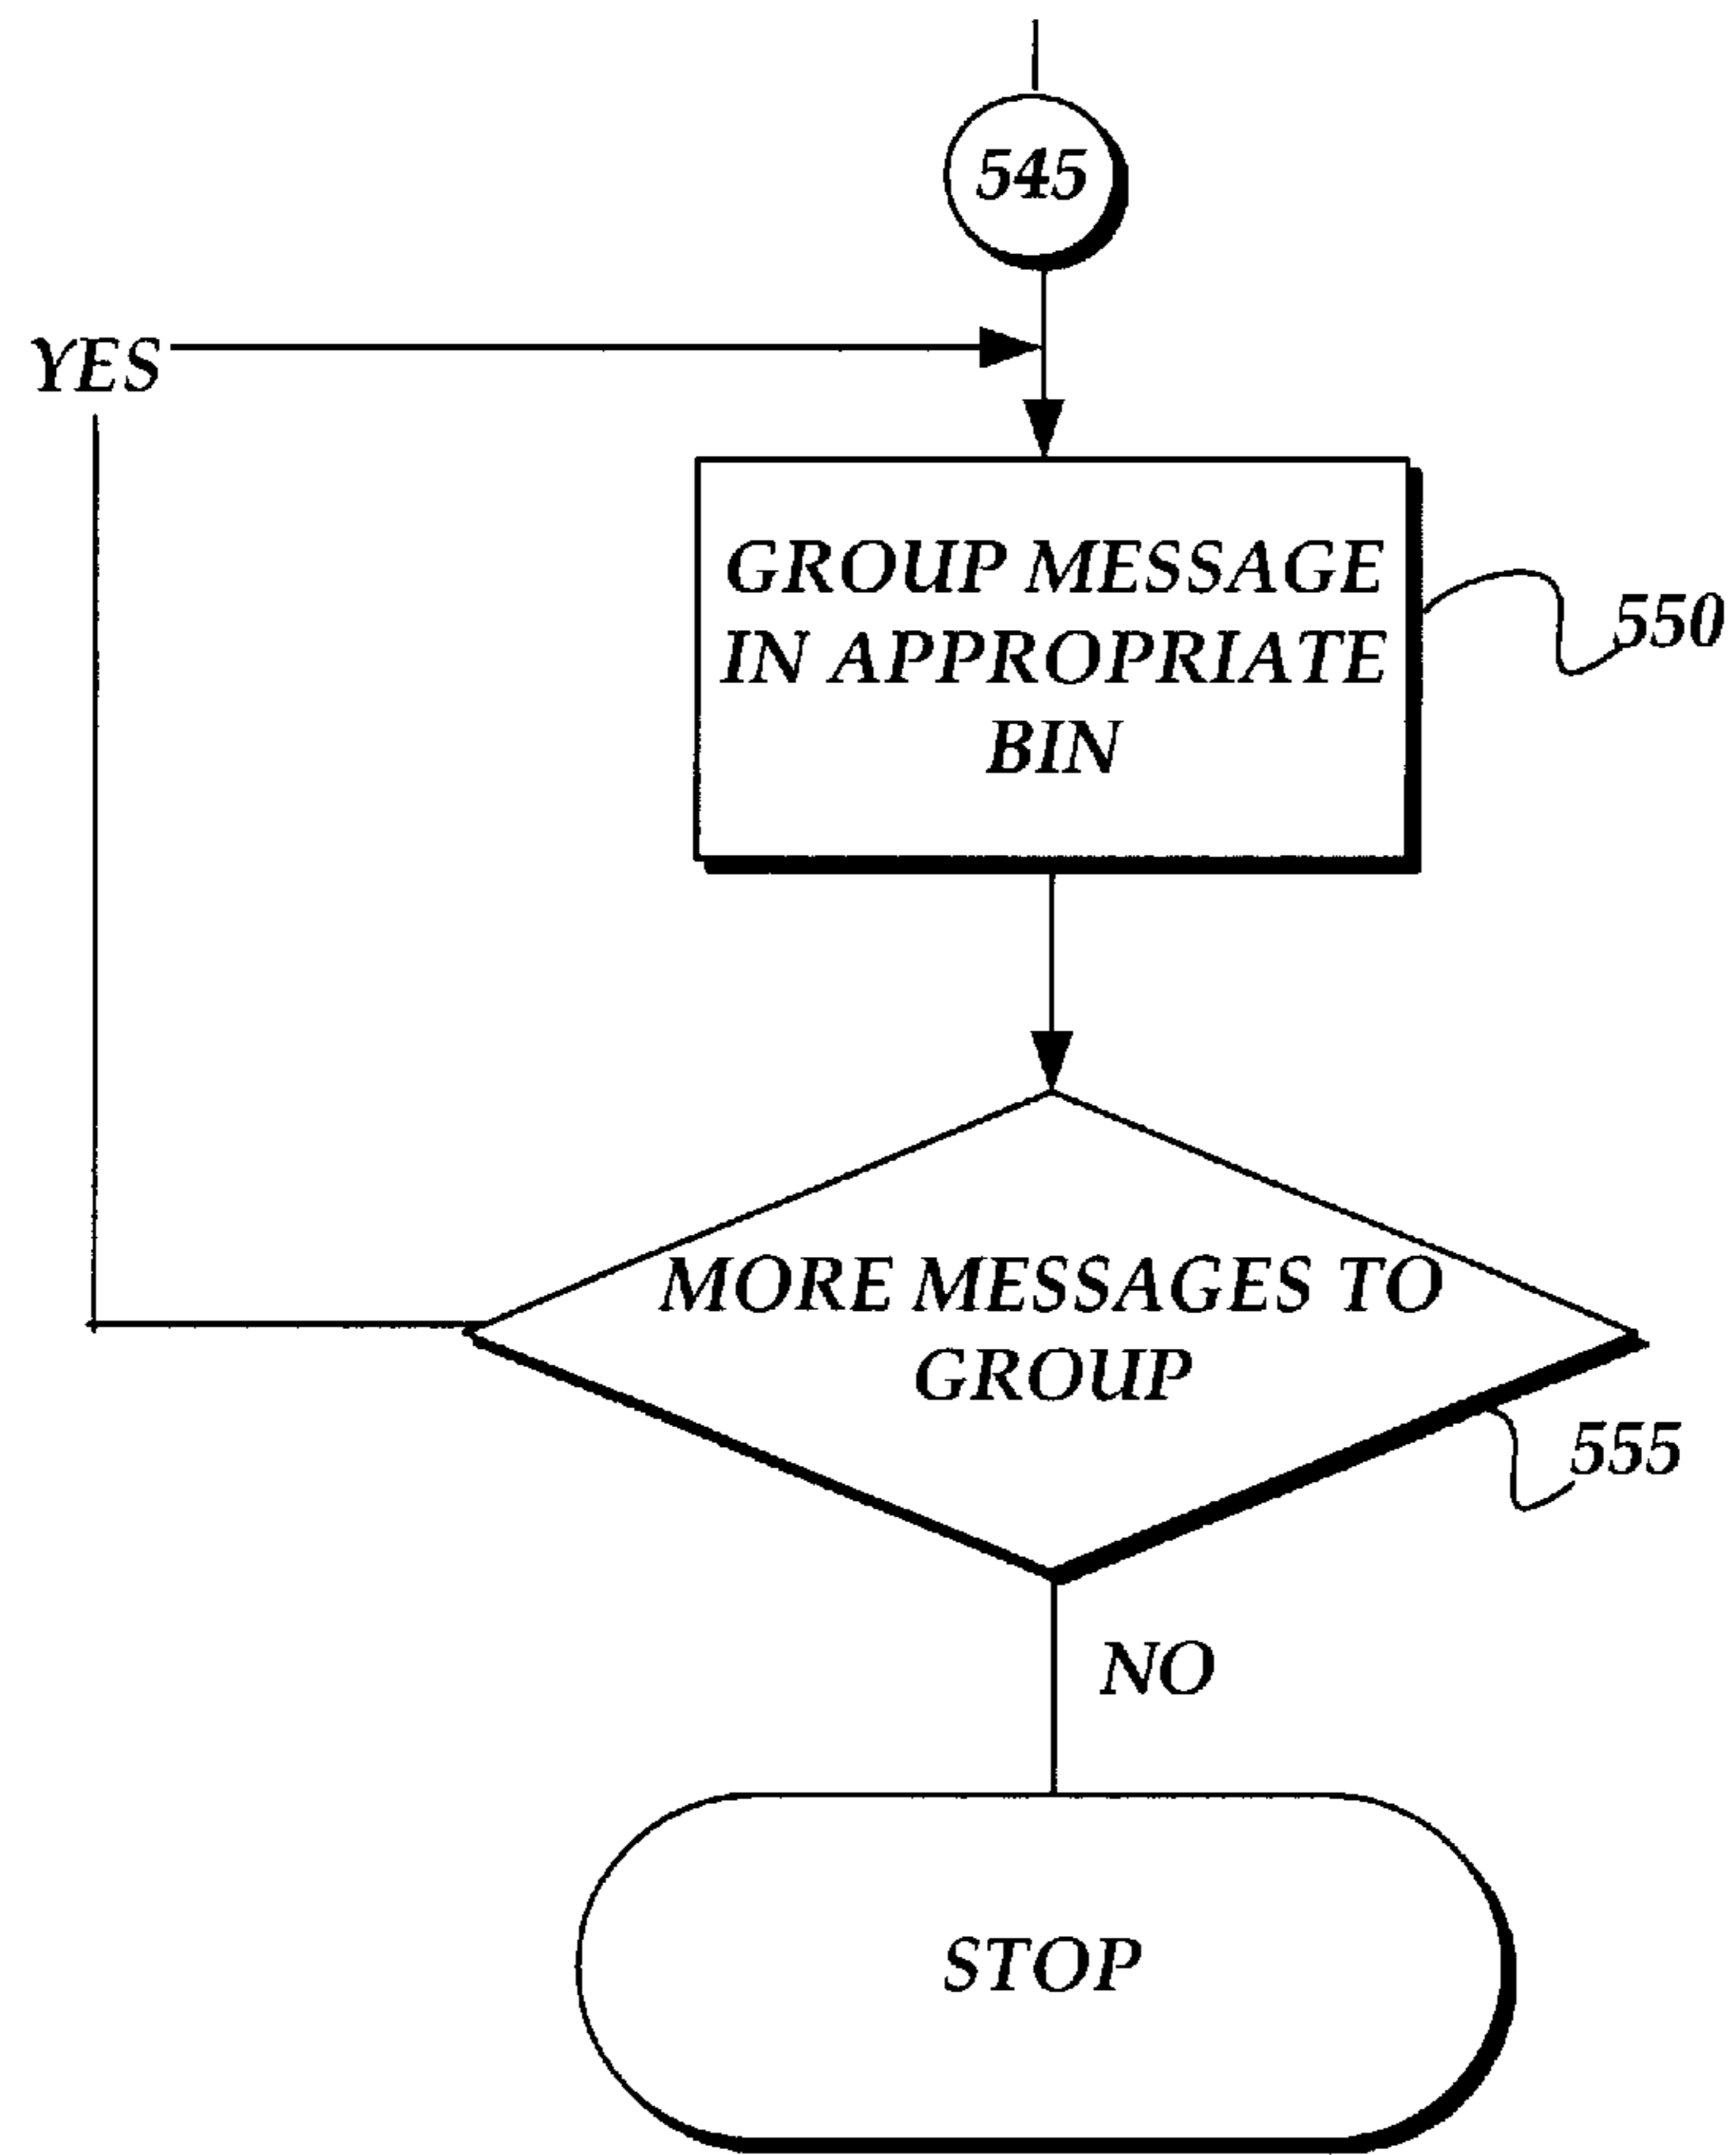 545
YES
GROUP MESSAGE
IN APPROPRIATE
BIN
550
MORE MESSAGES TO
GROUP
555
NO
STOP